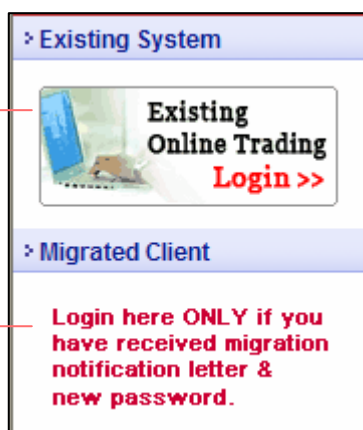 Existing System
Existing
Online Trading
Login >>
Migrated Client
Login here ONLY if you
have received migration
notification letter &
new password.